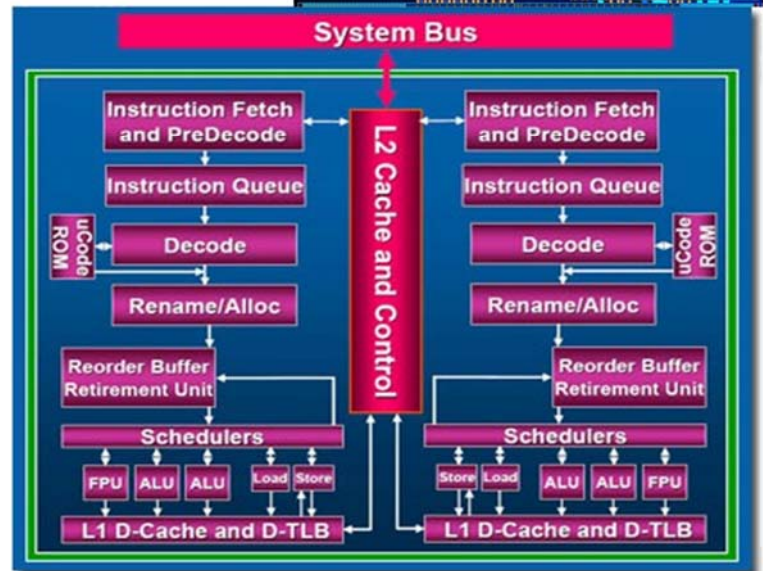 System Bus
Instruction Fetch
and PreDecode
Instruction Queue
uCode
ROM
Decode
Rename/Alloc
Reorder Buffer
Retirement Unit
Schedulers
FPU
ALU
ALU
Load
Store
L1 D-Cache and D-TLB
L2 Cache and Control
Instruction Fetch
and PreDecode
Instruction Queue
Decode
uCode
ROM
Rename/Alloc
Reorder Buffer
Retirement Unit
Schedulers
Store
Load
ALU
ALU
FPU
L1 D-Cache and D-TLB